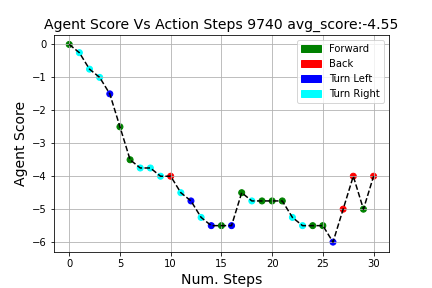 Agent Score Vs Action Steps 9740 avg_score:-4.55
Forward
Back
Turn Left
Turn Right
Agent Score
0
−1
−2
−3
−4
−5
−6
0 5 10 15 20 25 30
Num. Steps